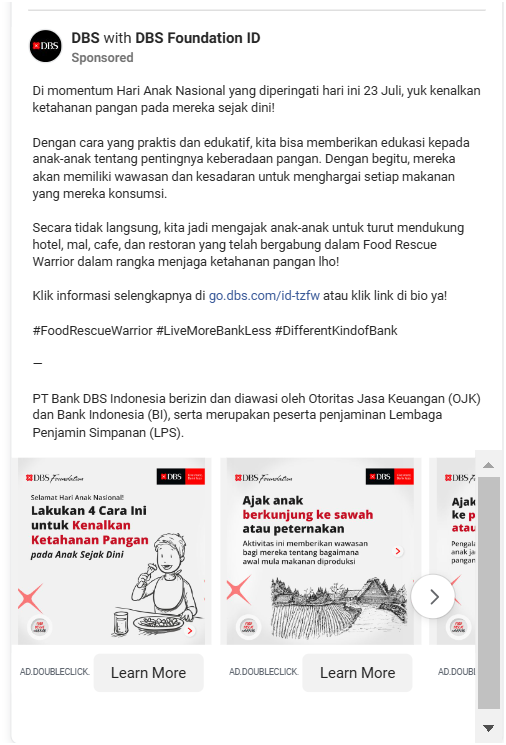 DBS with DBS Foundation ID
Sponsored
Di momentum Hari Anak Nasional yang diperingati hari ini 23 Juli, yuk kenalkan
ketahanan pangan pada mereka sejak dini!
Dengan cara yang praktis dan edukatif, kita bisa memberikan edukasi kepada
anak-anak tentang pentingnya keberadaan pangan. Dengan begitu, mereka
akan memiliki wawasan dan kesadaran untuk menghargai setiap makanan
yang mereka konsumsi.
Secara tidak langsung, kita jadi mengajak anak-anak untuk turut mendukung
hotel, mal, cafe, dan restoran yang telah bergabung dalam Food Rescue
Warrior dalam rangka menjaga ketahanan pangan lho!
Klik informasi selengkapnya di go.dbs.com/id-tzfw atau klik link di bio ya!
#FoodRescueWarrior #LiveMoreBankLess #DifferentKindofBank
—
PT Bank DBS Indonesia berizin dan diawasi oleh Otoritas Jasa Keuangan (OJK)
dan Bank Indonesia (BI), serta merupakan peserta penjaminan Lembaga
Penjamin Simpanan (LPS).
DBS Foundation
DBS
Selamat Hari Anak Nasional!
Lakukan 4 Cara Ini
untuk Kenalkan
Ketahanan Pangan
pada Anak Sejak Dini
AD.DOUBLECLICK.
Learn More
DBS Foundation
DBS
Ajak anak
berkunjung ke sawah
atau peternakan
Aktivitas ini memberikan wawasan
bagi mereka tentang bagaimana
awal mula makanan diproduksi
AD.DOUBLECLICK.
Learn More
DBS
Ajak
ke p
atau
Pengala
anak ja
pangan
AD.DOUBL